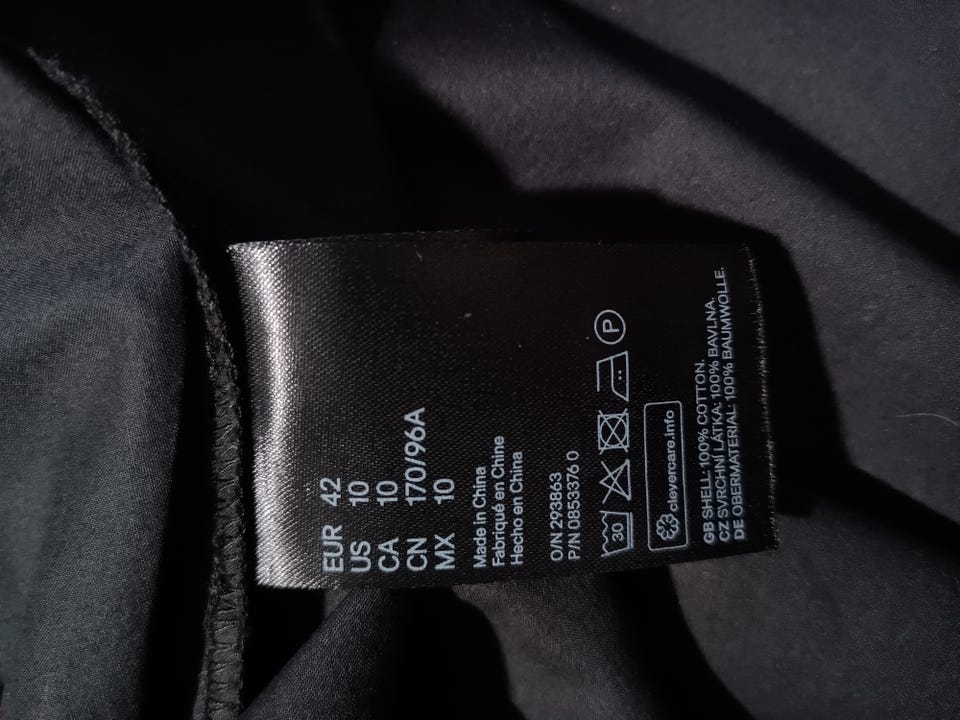 EUR 42
US 10
CA 10
CN 170/96A
MX 10
Made in China
Fabriqué en Chine
Hecho en China
O/N 293863
P/N 0853376 0
30 P
clevercare.info
GB SHELL: 100% COTTON.
CZ SVRCHNÍ LÁTKA: 100% BAVLNA.
DE OBERMATERIAL: 100% BAUMWOLLE.